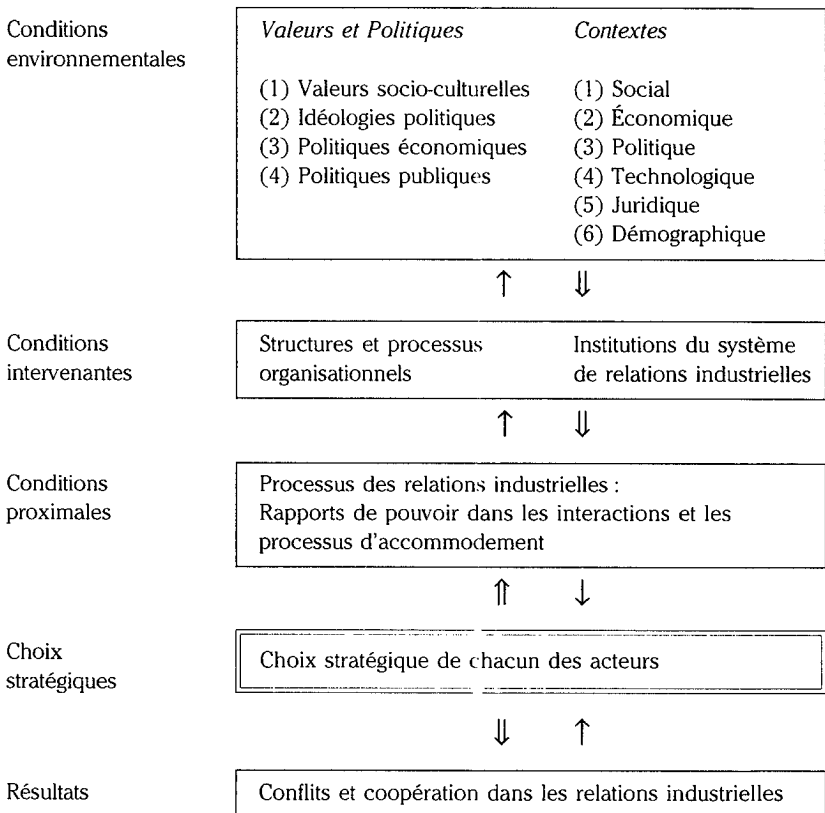 Conditions
environnementales
Valeurs et Politiques
(1) Valeurs socio-culturelles
(2) Idéologies politiques
(3) Politiques économiques
(4) Politiques publiques
Contextes
(1) Social
(2) Économique
(3) Politique
(4) Technologique
(5) Juridique
(6) Démographique
↑ ⇓
Conditions
intervenantes
Structures et processus
organisationnels
Institutions du système
de relations industrielles
↑ ⇓
Conditions
proximales
Processus des relations industrielles :
Rapports de pouvoir dans les interactions et les
processus d'accommodement
⇑ ↓
Choix
stratégiques
Choix stratégique de chacun des acteurs
⇓ ↑
Résultats
Conflits et coopération dans les relations industrielles